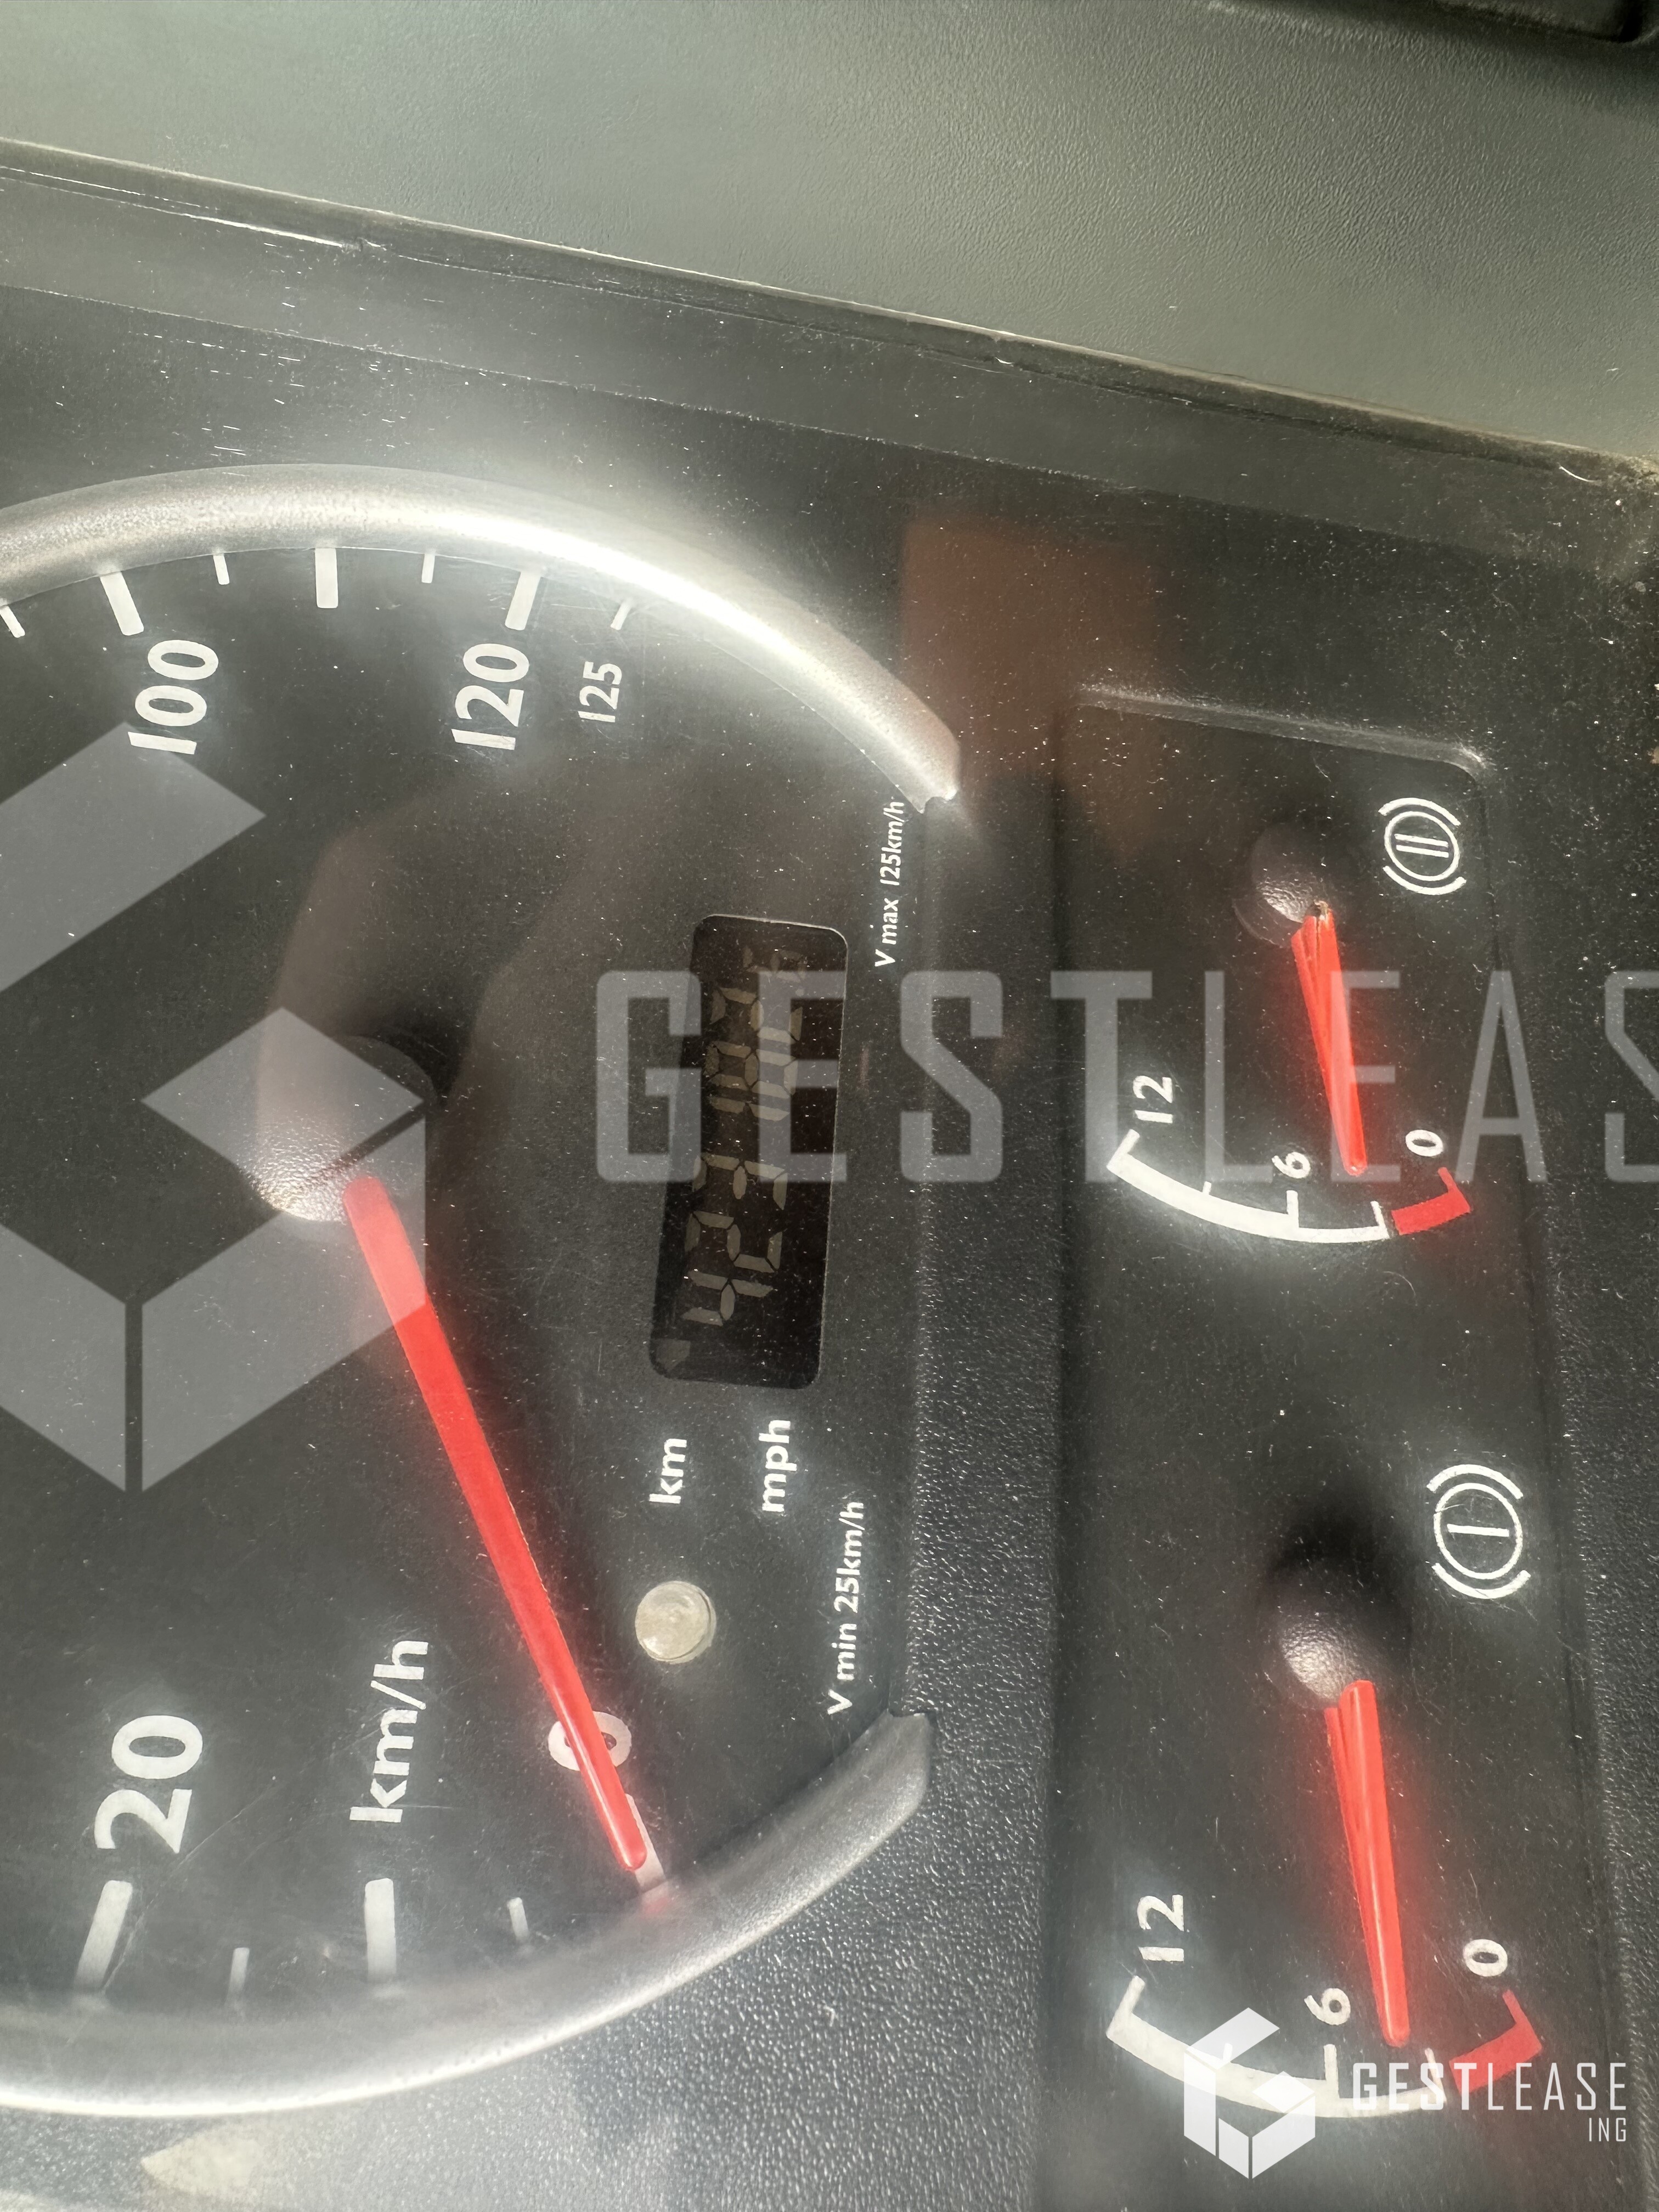 100
120
125
V max 125km/h
km
mph
V min 25km/h
km/h
20
0
12
6
0
12
6
0
GESTLEAS
GESTLEASE
ING